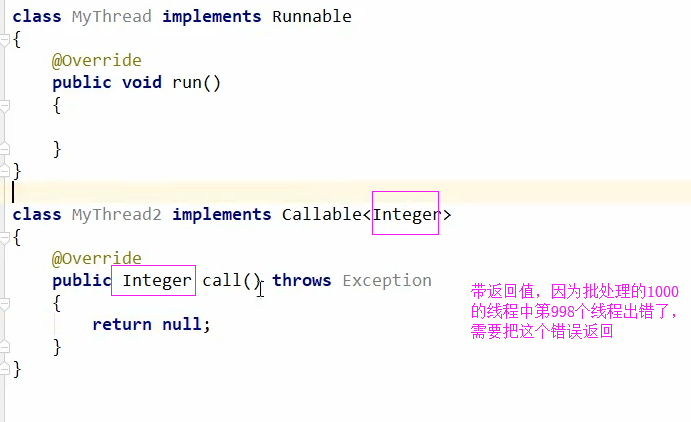 class MyThread implements Runnable
{
@Override
public void run()
{
}
}
class MyThread2 implements Callable<Integer>
{
@Override
public Integer call() throws Exception
{
return null;
}
}
带返回值，因为批处理的1000
的线程中第998个线程出错了，
需要把这个错误返回